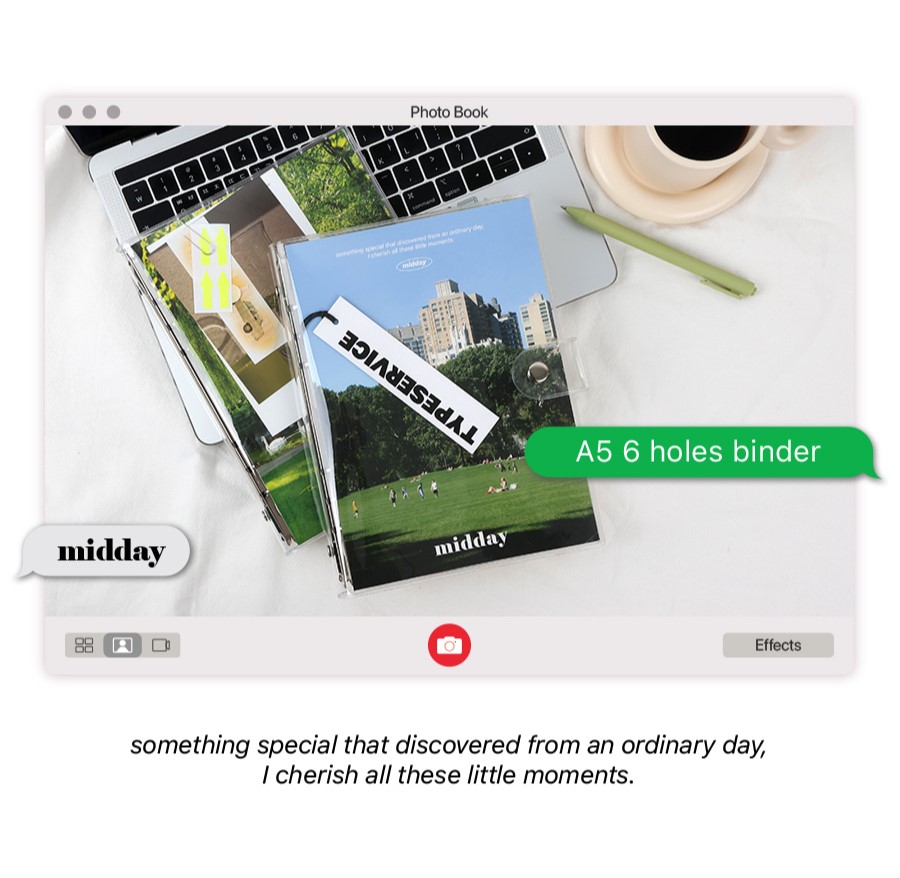 Photo Book
something special that discovered from an ordinary day,
I cherish all these little moments.
midday
TYPESERVICE
A5 6 holes binder
midday
midday
Effects
something special that discovered from an ordinary day,
I cherish all these little moments.